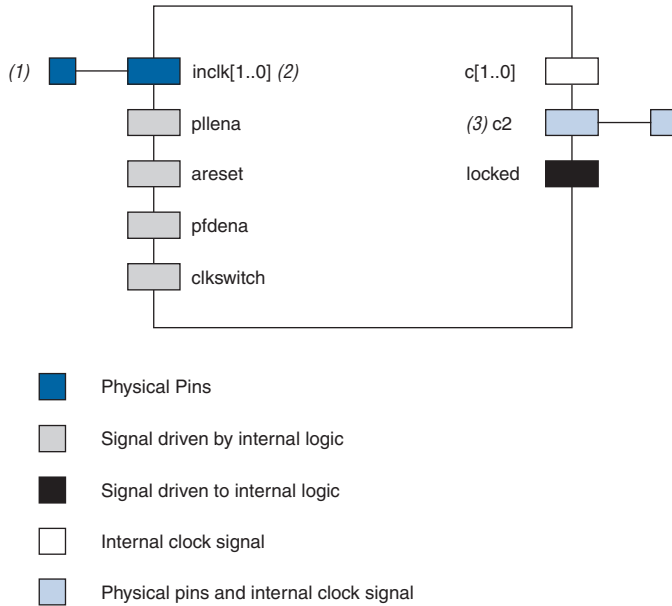 (1) inclk[1..0] (2) c[1..0]
pllena (3) c2
areset locked
pfdena
clkswitch
Physical Pins
Signal driven by internal logic
Signal driven to internal logic
Internal clock signal
Physical pins and internal clock signal